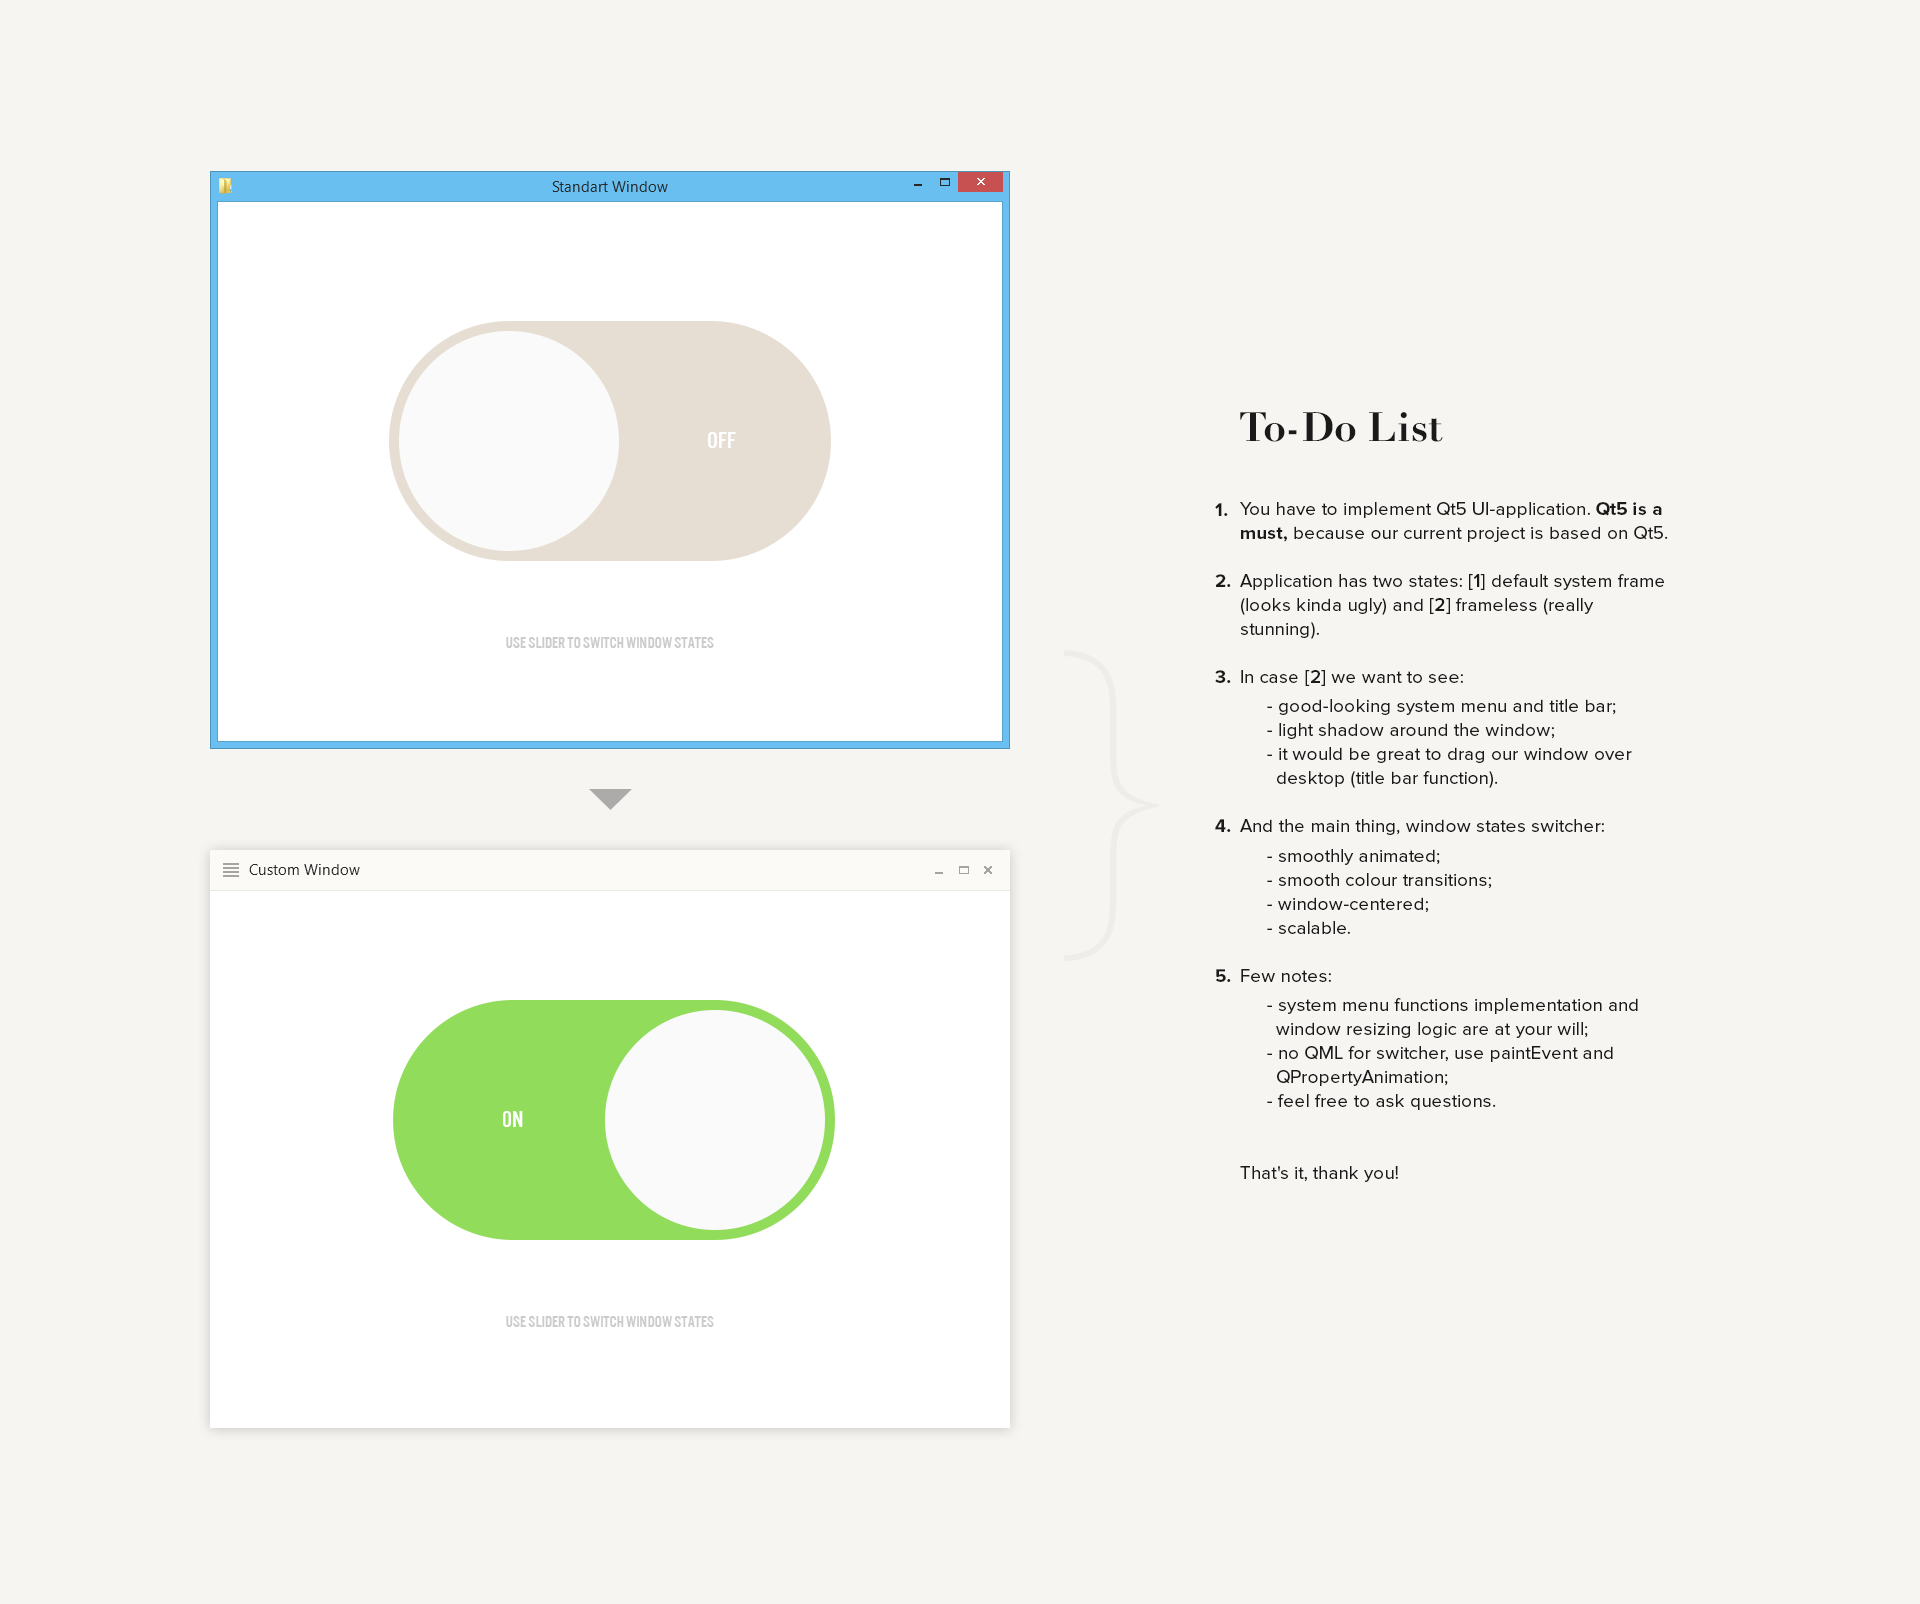 Standart Window
OFF
USE SLIDER TO SWITCH WINDOW STATES
Custom Window
ON
USE SLIDER TO SWITCH WINDOW STATES
To-Do List
1. You have to implement Qt5 UI-application. Qt5 is a
must, because our current project is based on Qt5.
2. Application has two states: [1] default system frame
(looks kinda ugly) and [2] frameless (really
stunning).
3. In case [2] we want to see:
- good-looking system menu and title bar;
- light shadow around the window;
- it would be great to drag our window over
desktop (title bar function).
4. And the main thing, window states switcher:
- smoothly animated;
- smooth colour transitions;
- window-centered;
- scalable.
5. Few notes:
- system menu functions implementation and
window resizing logic are at your will;
- no QML for switcher, use paintEvent and
QPropertyAnimation;
- feel free to ask questions.
That's it, thank you!